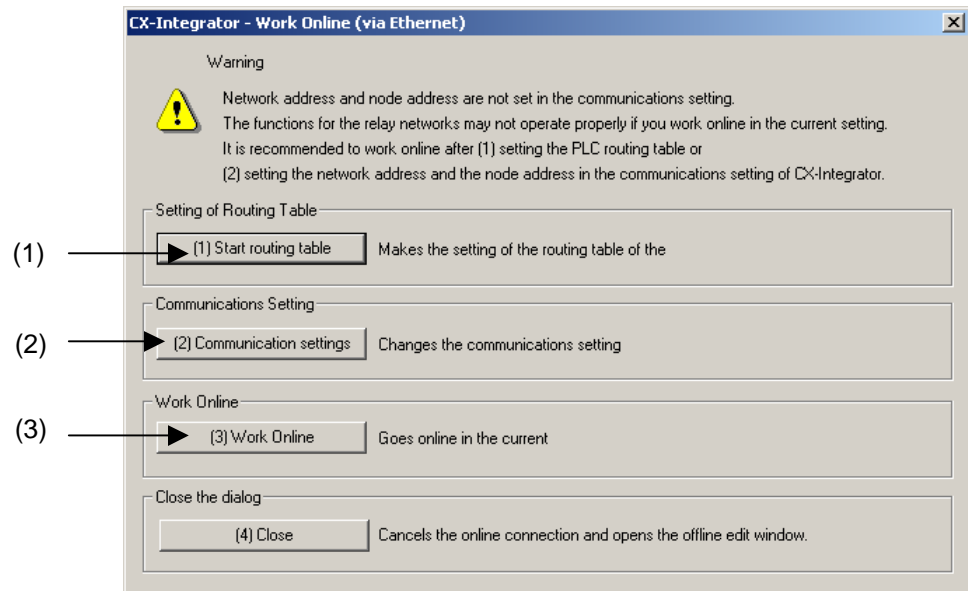 CX-Integrator - Work Online (via Ethernet)
Warning
Network address and node address are not set in the communications setting.
The functions for the relay networks may not operate properly if you work online in the current setting.
It is recommended to work online after (1) setting the PLC routing table or
(2) setting the network address and the node address in the communications setting of CX-Integrator.
Setting of Routing Table
(1)
(1) Start routing table
Makes the setting of the routing table of the
Communications Setting
(2)
(2) Communication settings
Changes the communications setting
Work Online
(3)
(3) Work Online
Goes online in the current
Close the dialog
(4) Close
Cancels the online connection and opens the offline edit window.